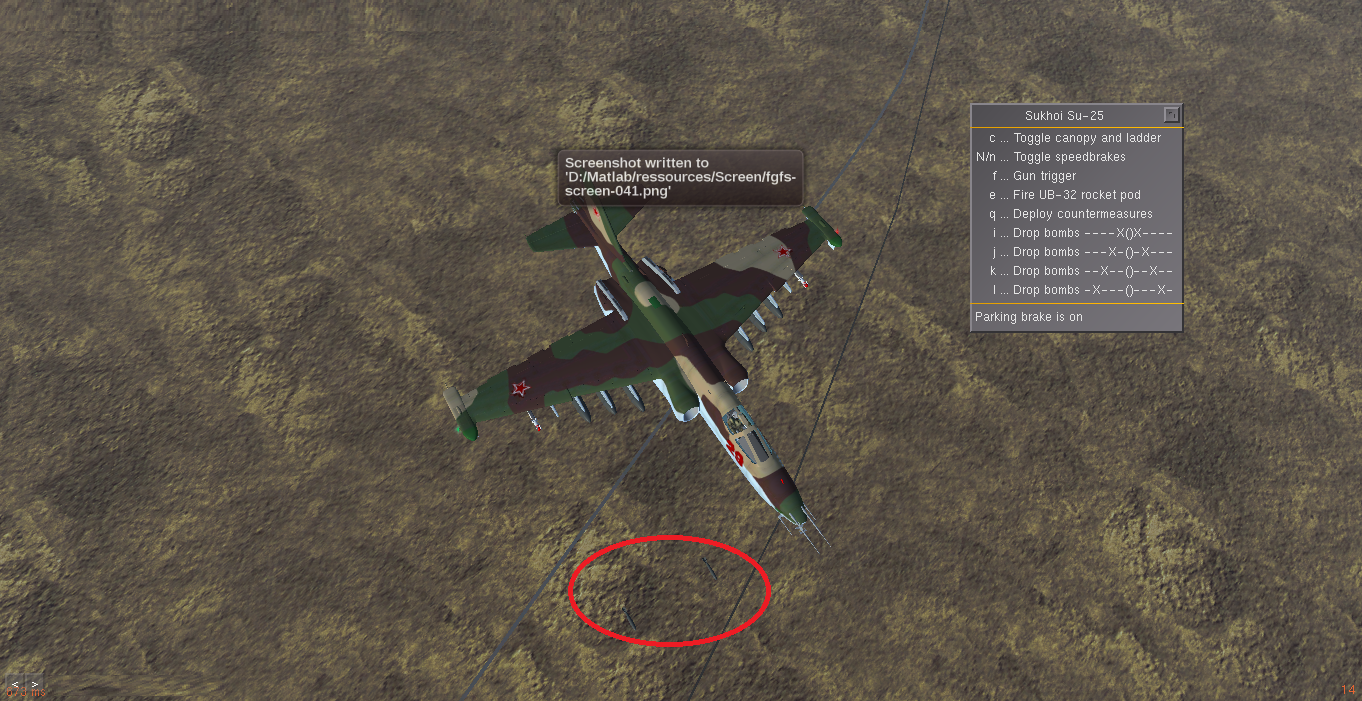 Screenshot written to
'D:/Matlab/ressources/Screen/fgfs-
screen-041.png'
Sukhoi Su-25
c ... Toggle canopy and ladder
N/n ... Toggle speedbrakes
f ... Gun trigger
e ... Fire UB-32 rocket pod
q ... Deploy countermeasures
i ... Drop bombs ----X()X----
j ... Drop bombs ---X-()-X---
k ... Drop bombs --X--()--X--
l ... Drop bombs -X---()---X-
Parking brake is on
< >
ms
14